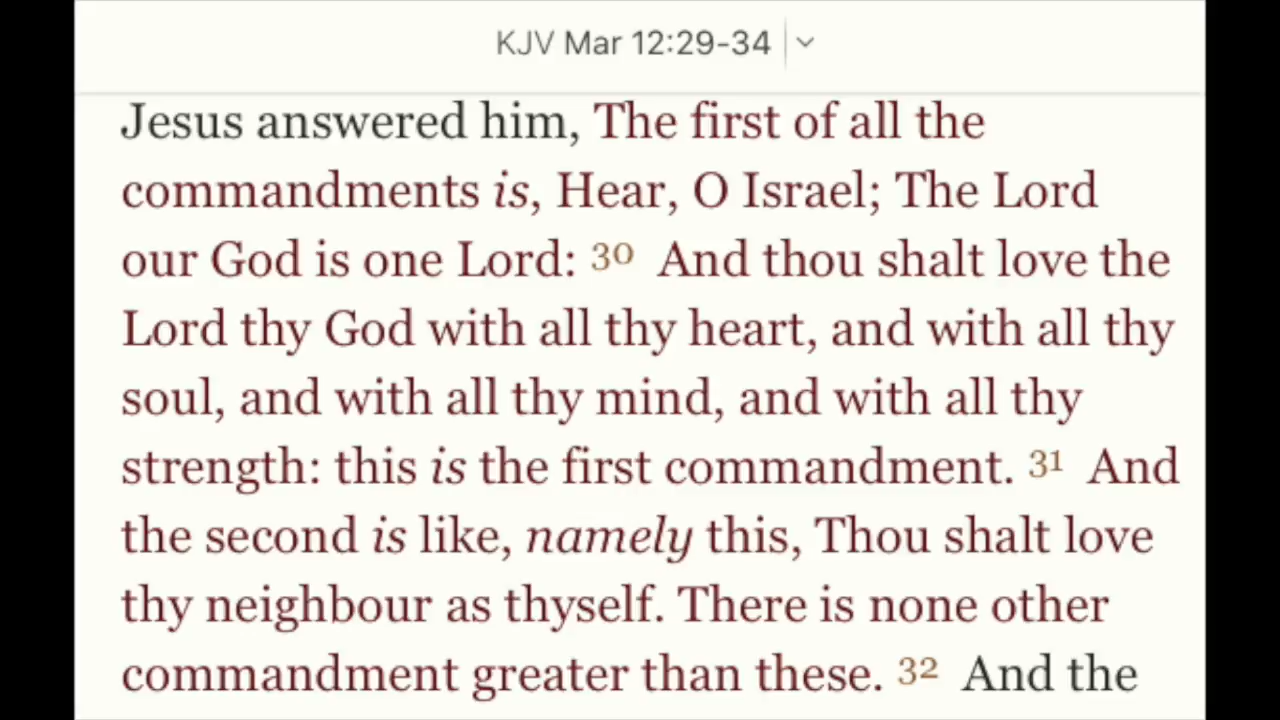 KJV Mar 12:29-34
Jesus answered him, The first of all the
commandments is, Hear, O Israel; The Lord
our God is one Lord: 30 And thou shalt love the
Lord thy God with all thy heart, and with all thy
soul, and with all thy mind, and with all thy
strength: this is the first commandment. 31 And
the second is like, namely this, Thou shalt love
thy neighbour as thyself. There is none other
commandment greater than these. 32 And the